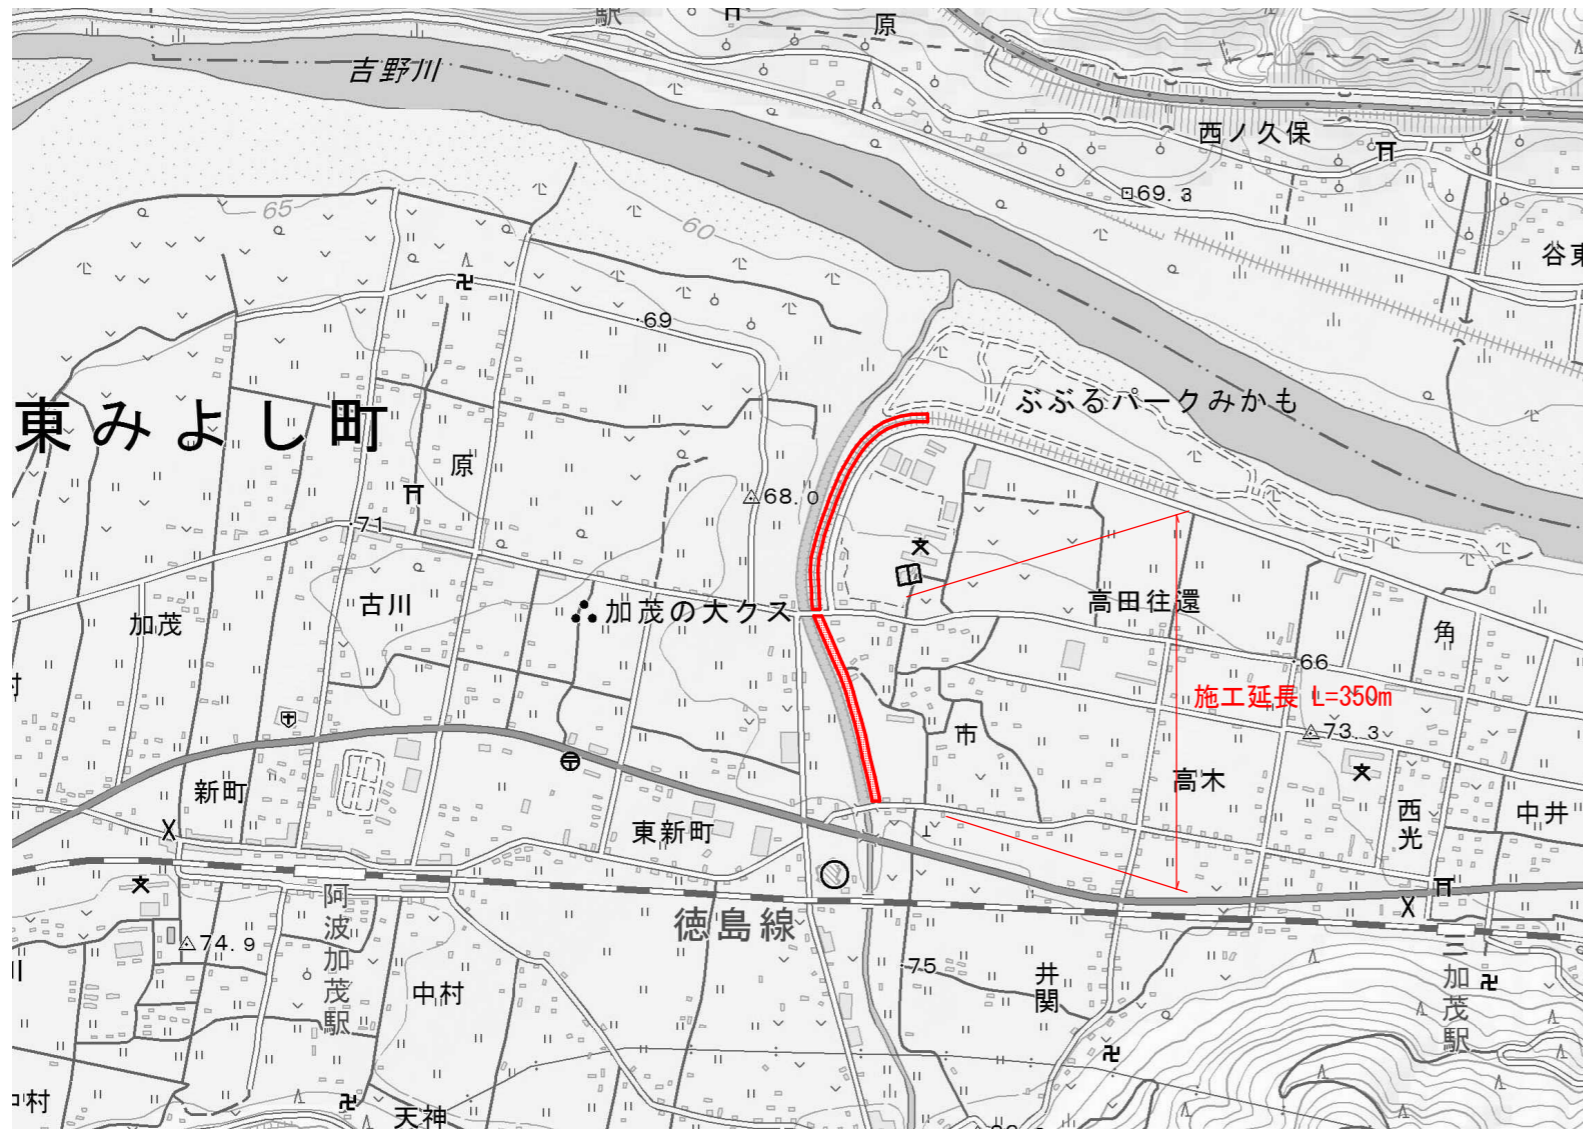 駅
原
吉野川
西ノ久保
69.3
谷東
65
60
69
ぶぶるパークみかも
東みよし町
原
68.0
71
加茂
古川
加茂の大クス
高田往還
角
66
施工延長 L=350m
73.3
市
高木
新町
東新町
西光
中井
阿波加茂駅
徳島線
74.9
中村
75
井関
三加茂駅
中村
天神